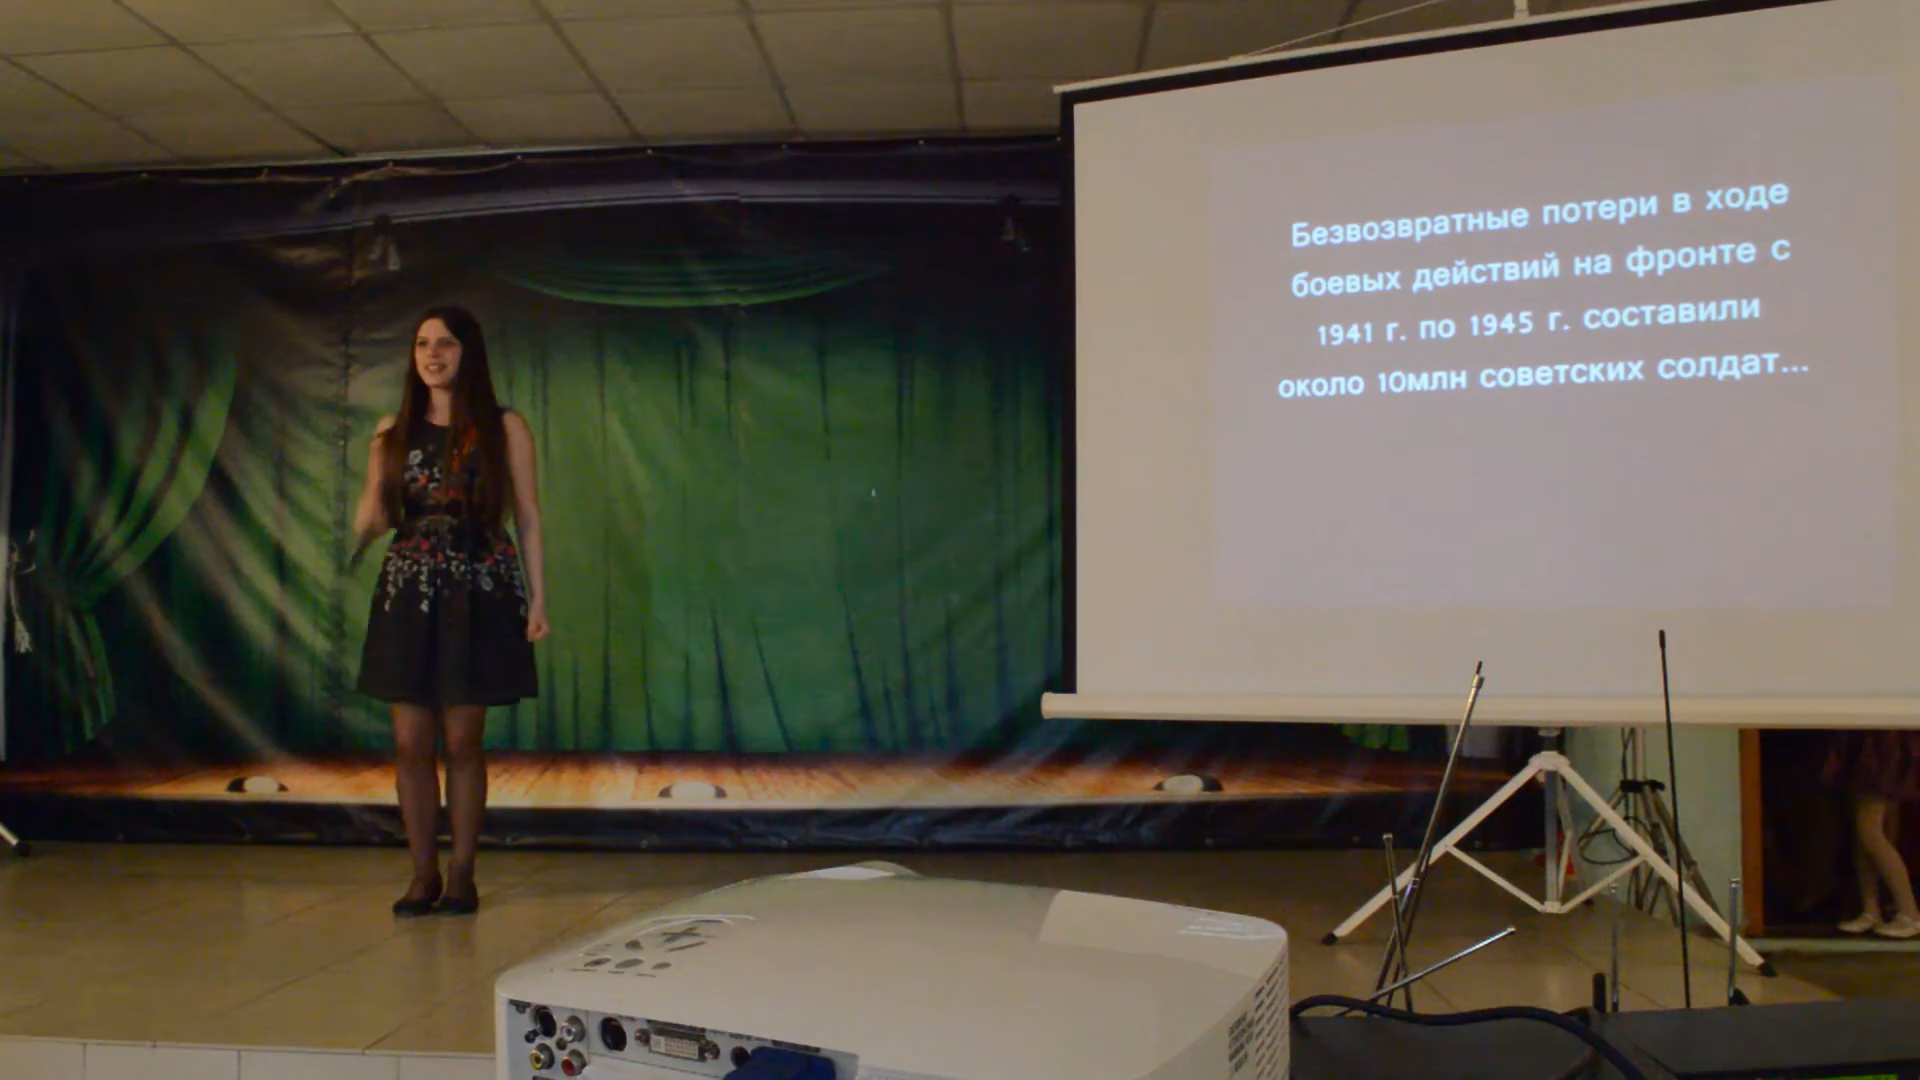 Безвозвратные потери в ходе
боевых действий на фронте с
1941 г. по 1945 г. составили
около 10млн советских солдат...